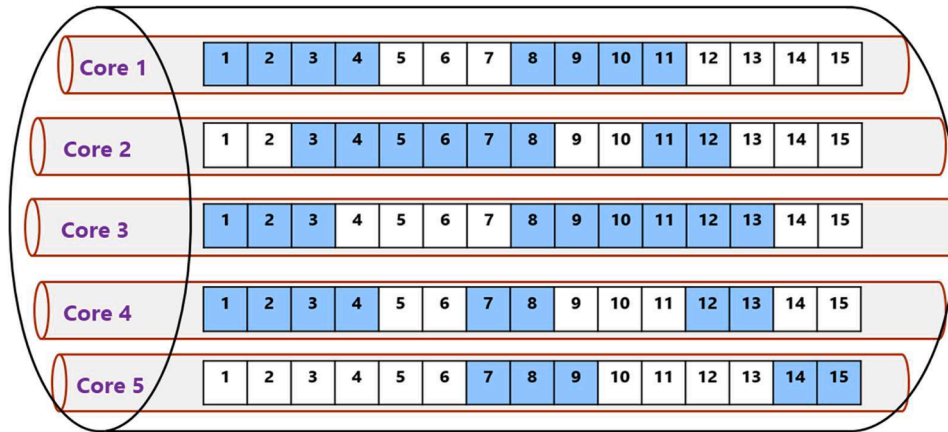 Core 1 1 2 3 4 5 6 7 8 9 10 11 12 13 14 15
Core 2 1 2 3 4 5 6 7 8 9 10 11 12 13 14 15
Core 3 1 2 3 4 5 6 7 8 9 10 11 12 13 14 15
Core 4 1 2 3 4 5 6 7 8 9 10 11 12 13 14 15
Core 5 1 2 3 4 5 6 7 8 9 10 11 12 13 14 15